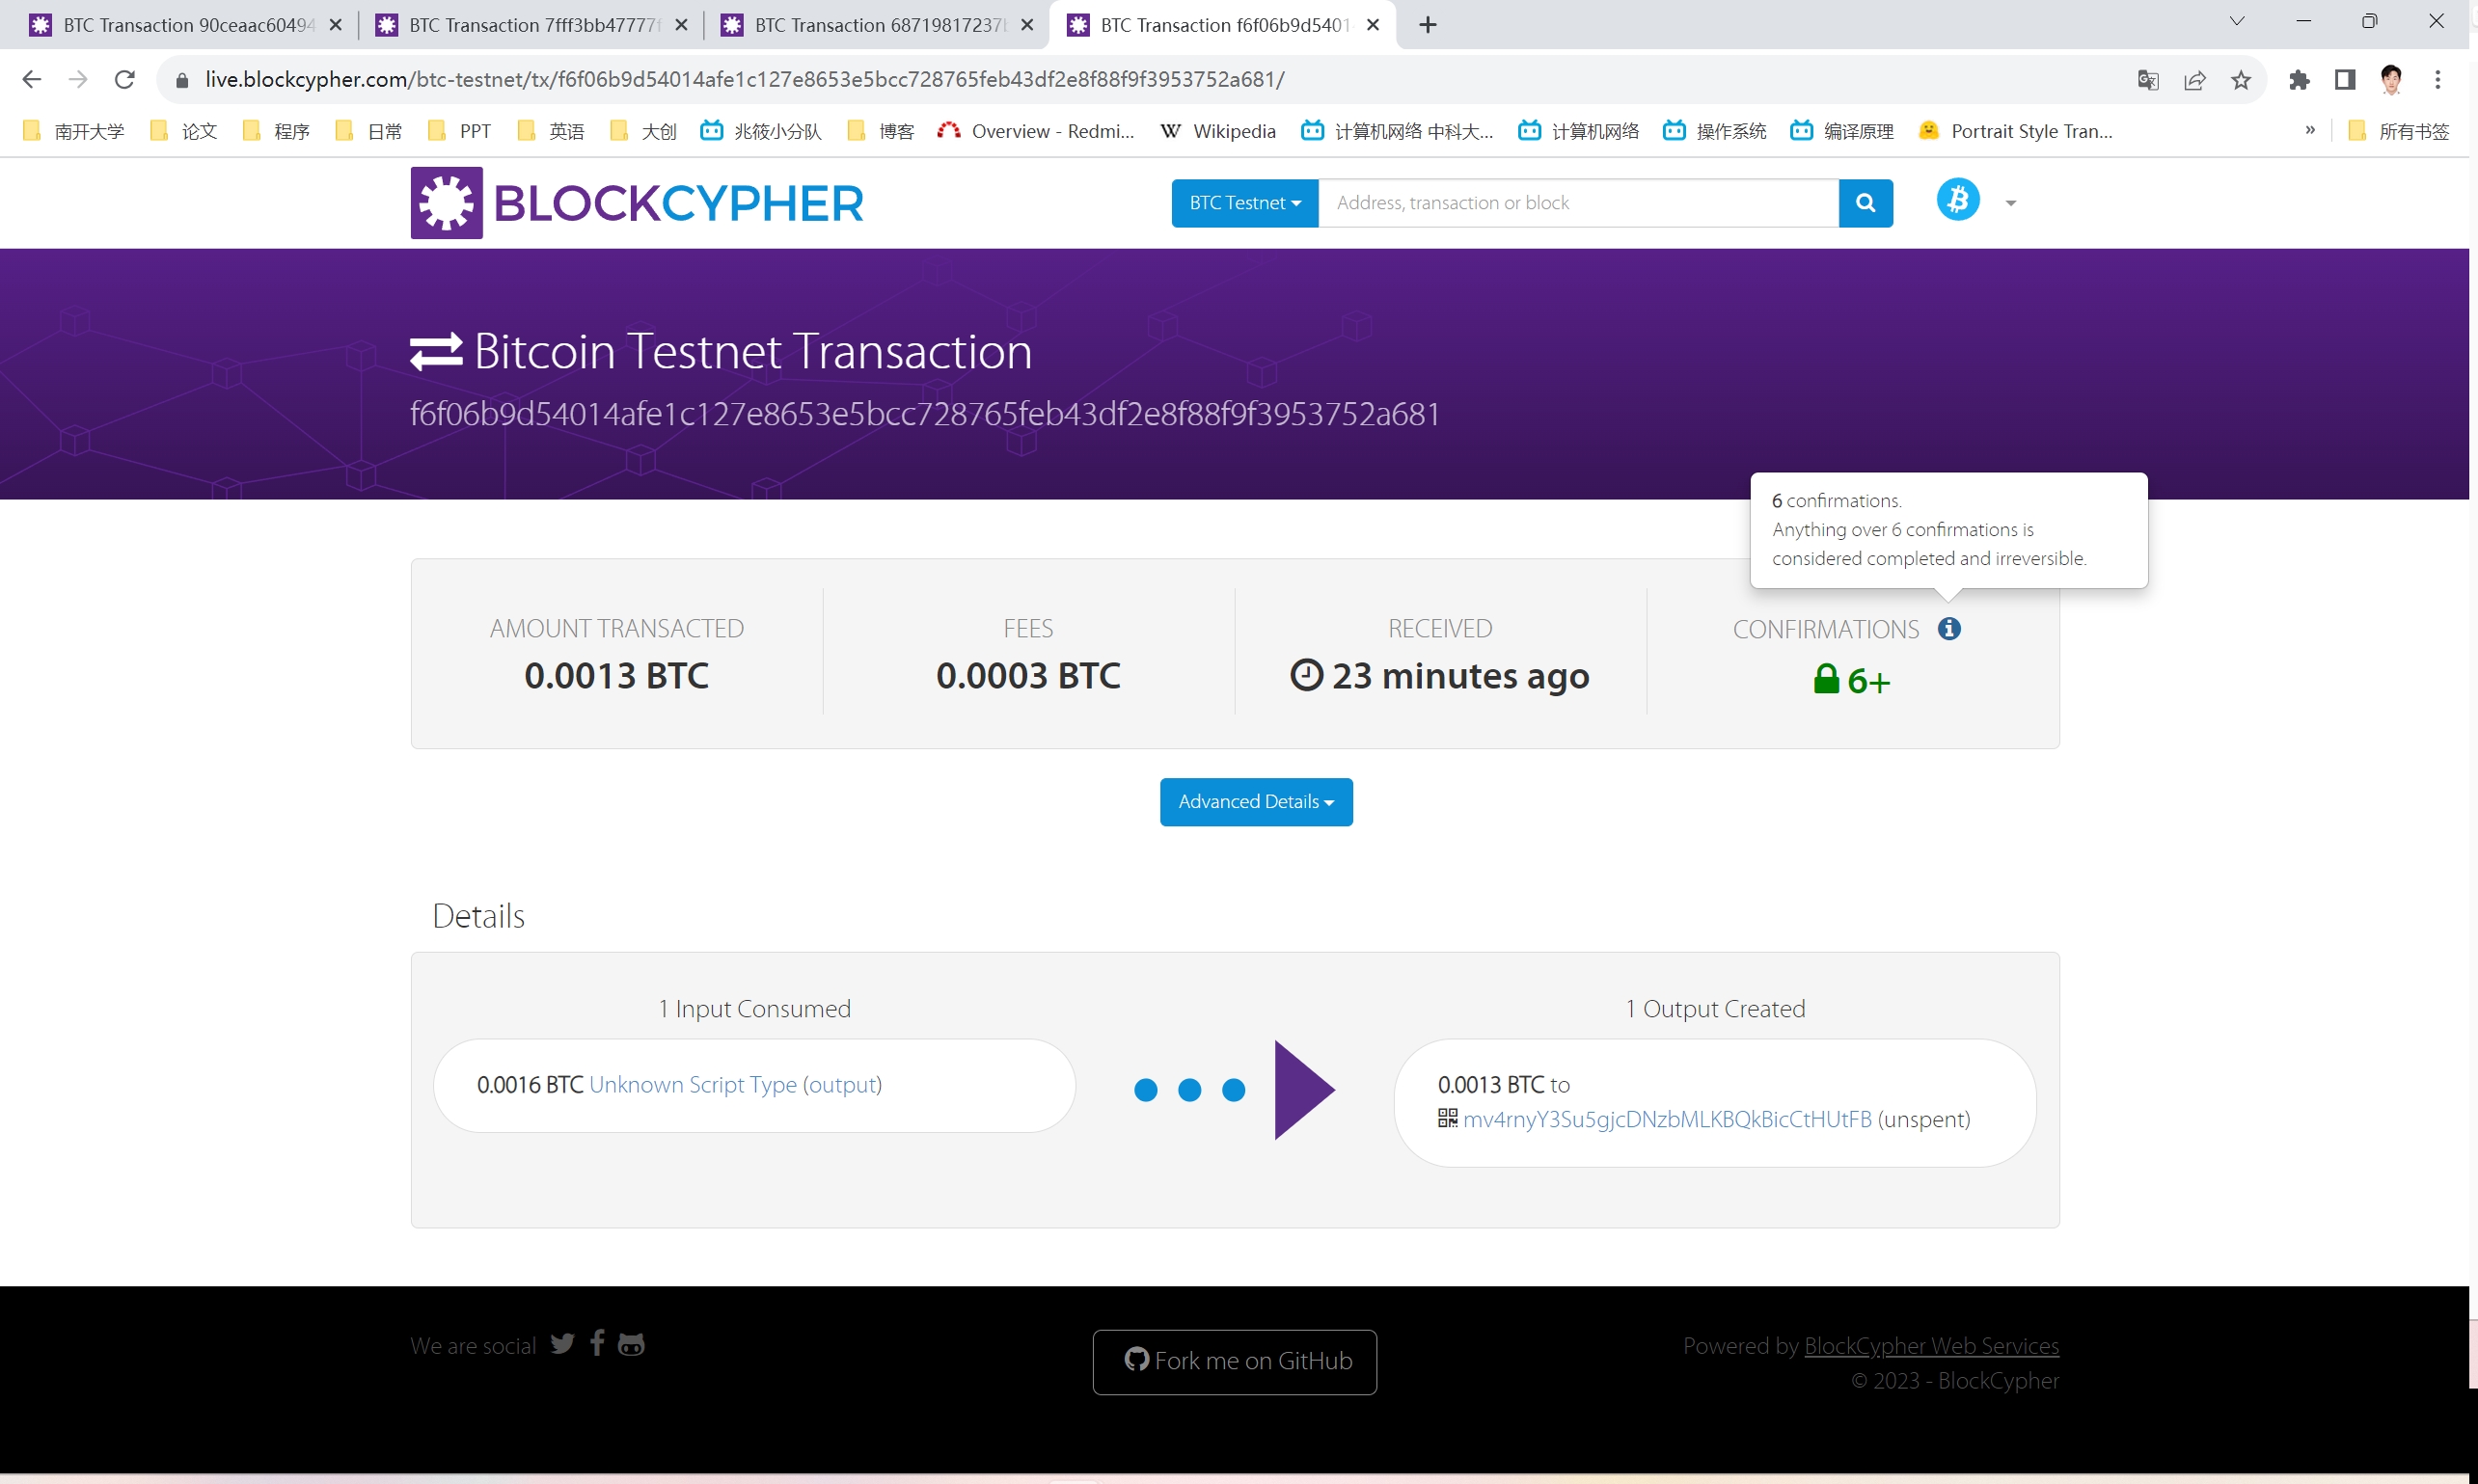 BTC Transaction 90ceaac60494
BTC Transaction 7fff3bb47777f
BTC Transaction 68719817237b
BTC Transaction f6f06b9d5401
live.blockcypher.com/btc-testnet/tx/f6f06b9d54014afe1c127e8653e5bcc728765feb43df2e8f88f9f3953752a681/
南开大学 论文 程序 日常 PPT 英语 大创 兆筱小分队 博客 Overview - Redmi... Wikipedia 计算机网络 中科大... 计算机网络 操作系统 编译原理 Portrait Style Tran... » 所有书签
BLOCKCYPHER
BTC Testnet Address, transaction or block
Bitcoin Testnet Transaction
f6f06b9d54014afe1c127e8653e5bcc728765feb43df2e8f88f9f3953752a681
6 confirmations.
Anything over 6 confirmations is
considered completed and irreversible.
AMOUNT TRANSACTED
0.0013 BTC
FEES
0.0003 BTC
RECEIVED
23 minutes ago
CONFIRMATIONS
6+
Advanced Details
Details
1 Input Consumed
0.0016 BTC Unknown Script Type (output)
1 Output Created
0.0013 BTC to
mv4rnyY3Su5gjcDNzbMLKBQkBicCtHUtFB (unspent)
We are social
Fork me on GitHub
Powered by BlockCypher Web Services
© 2023 - BlockCypher